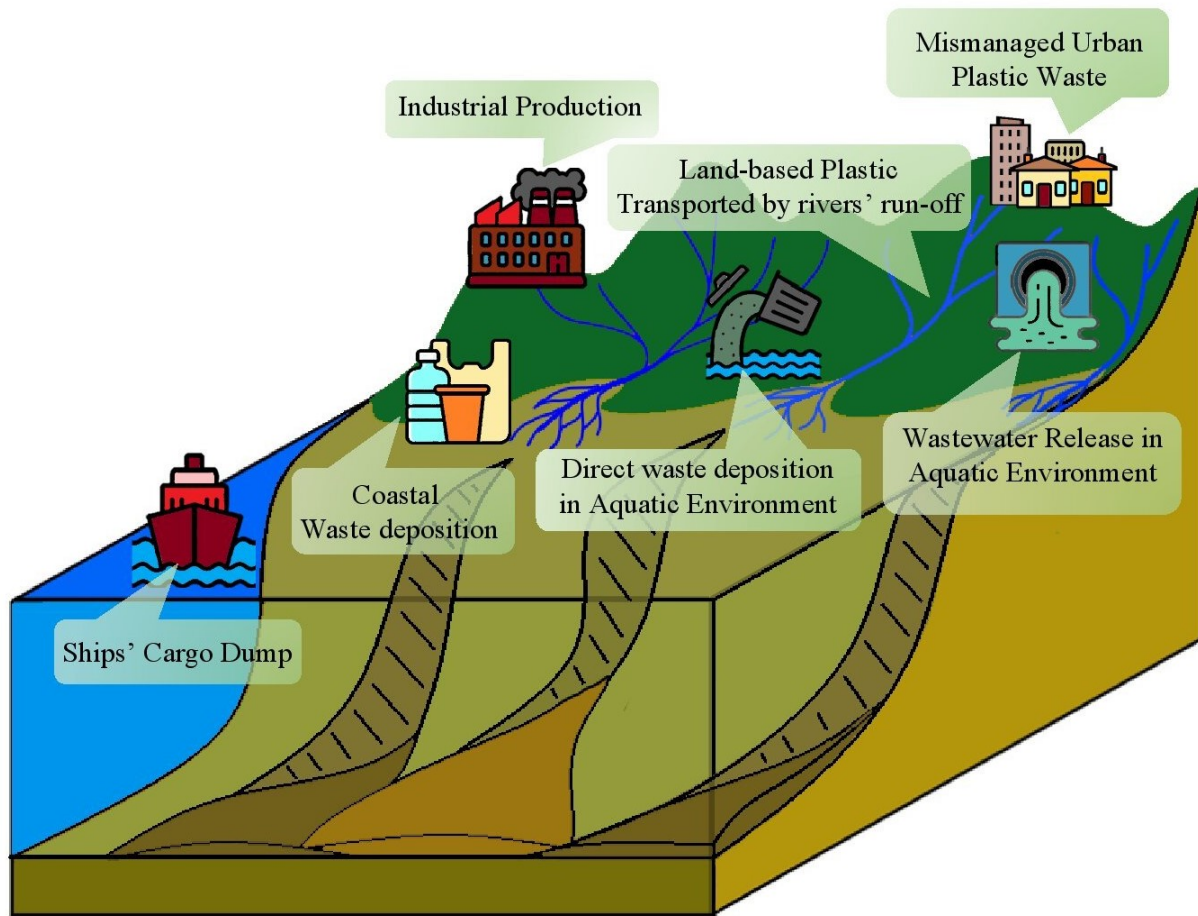 Mismanaged Urban
Plastic Waste
Industrial Production
Land-based Plastic
Transported by rivers’ run-off
Coastal
Waste deposition
Direct waste deposition
in Aquatic Environment
Wastewater Release in
Aquatic Environment
Ships’ Cargo Dump